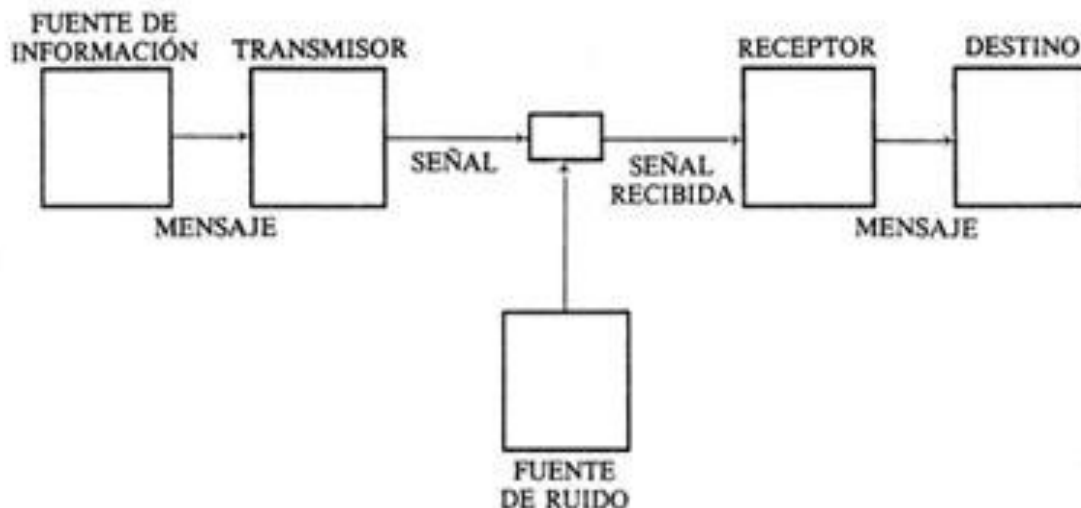 FUENTE DE
INFORMACIÓN
TRANSMISOR
RECEPTOR
DESTINO
SEÑAL
SEÑAL
RECIBIDA
MENSAJE
MENSAJE
FUENTE
DE RUIDO